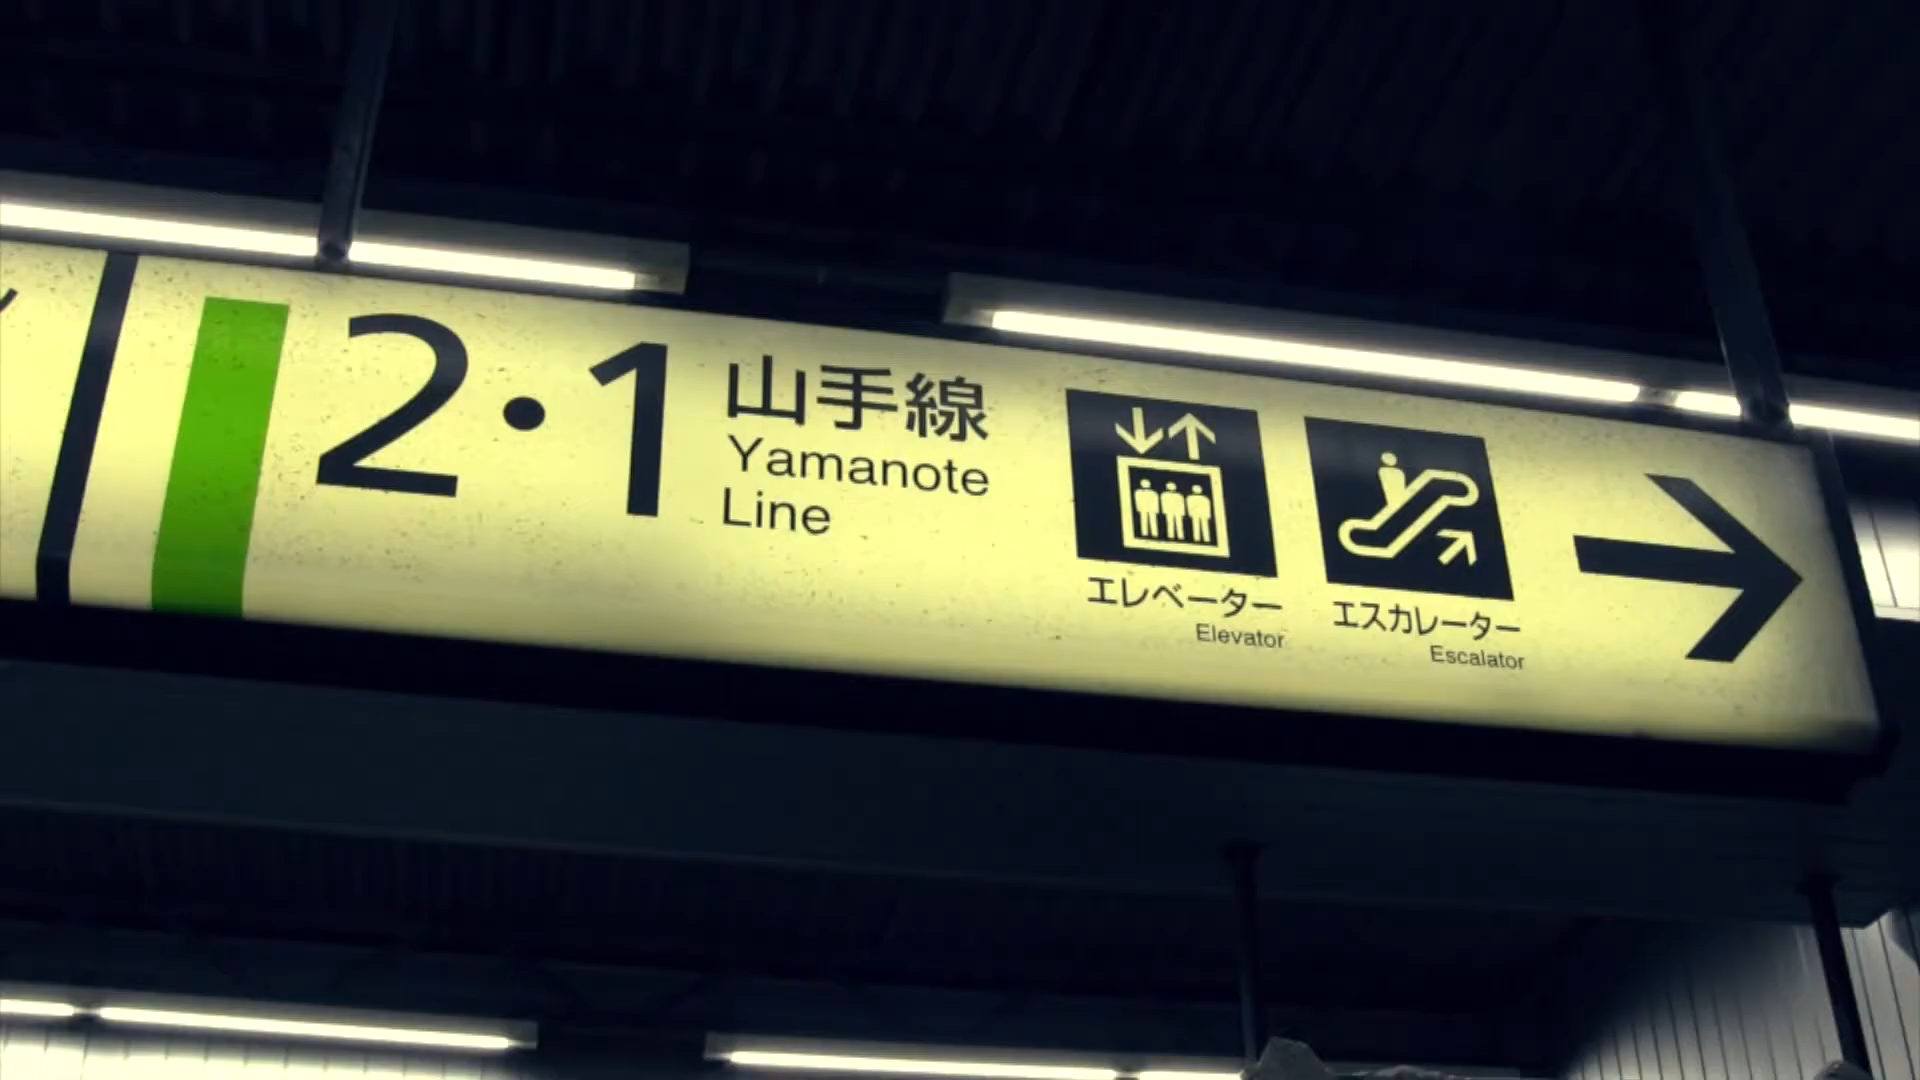 2・1
山手線
Yamanote
Line
エレベーター
Elevator
エスカレーター
Escalator